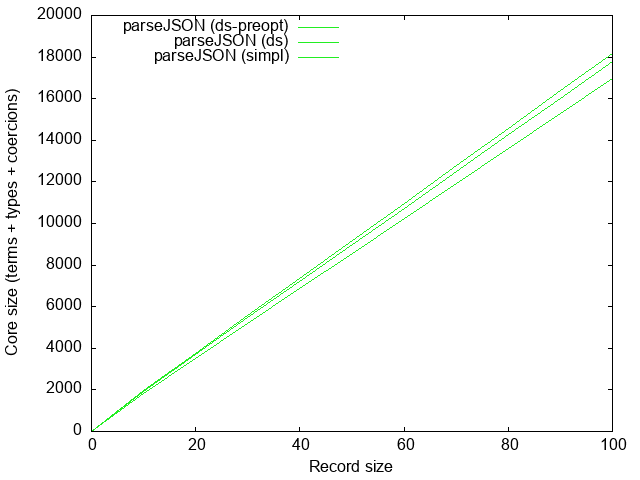 20000
18000
16000
14000
12000
10000
8000
6000
4000
2000
0
Core size (terms + types + coercions)
parseJSON (ds-preopt)
parseJSON (ds)
parseJSON (simpl)
0 20 40 60 80 100
Record size